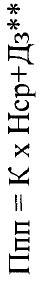 Ппп = К х Нср+Дз**